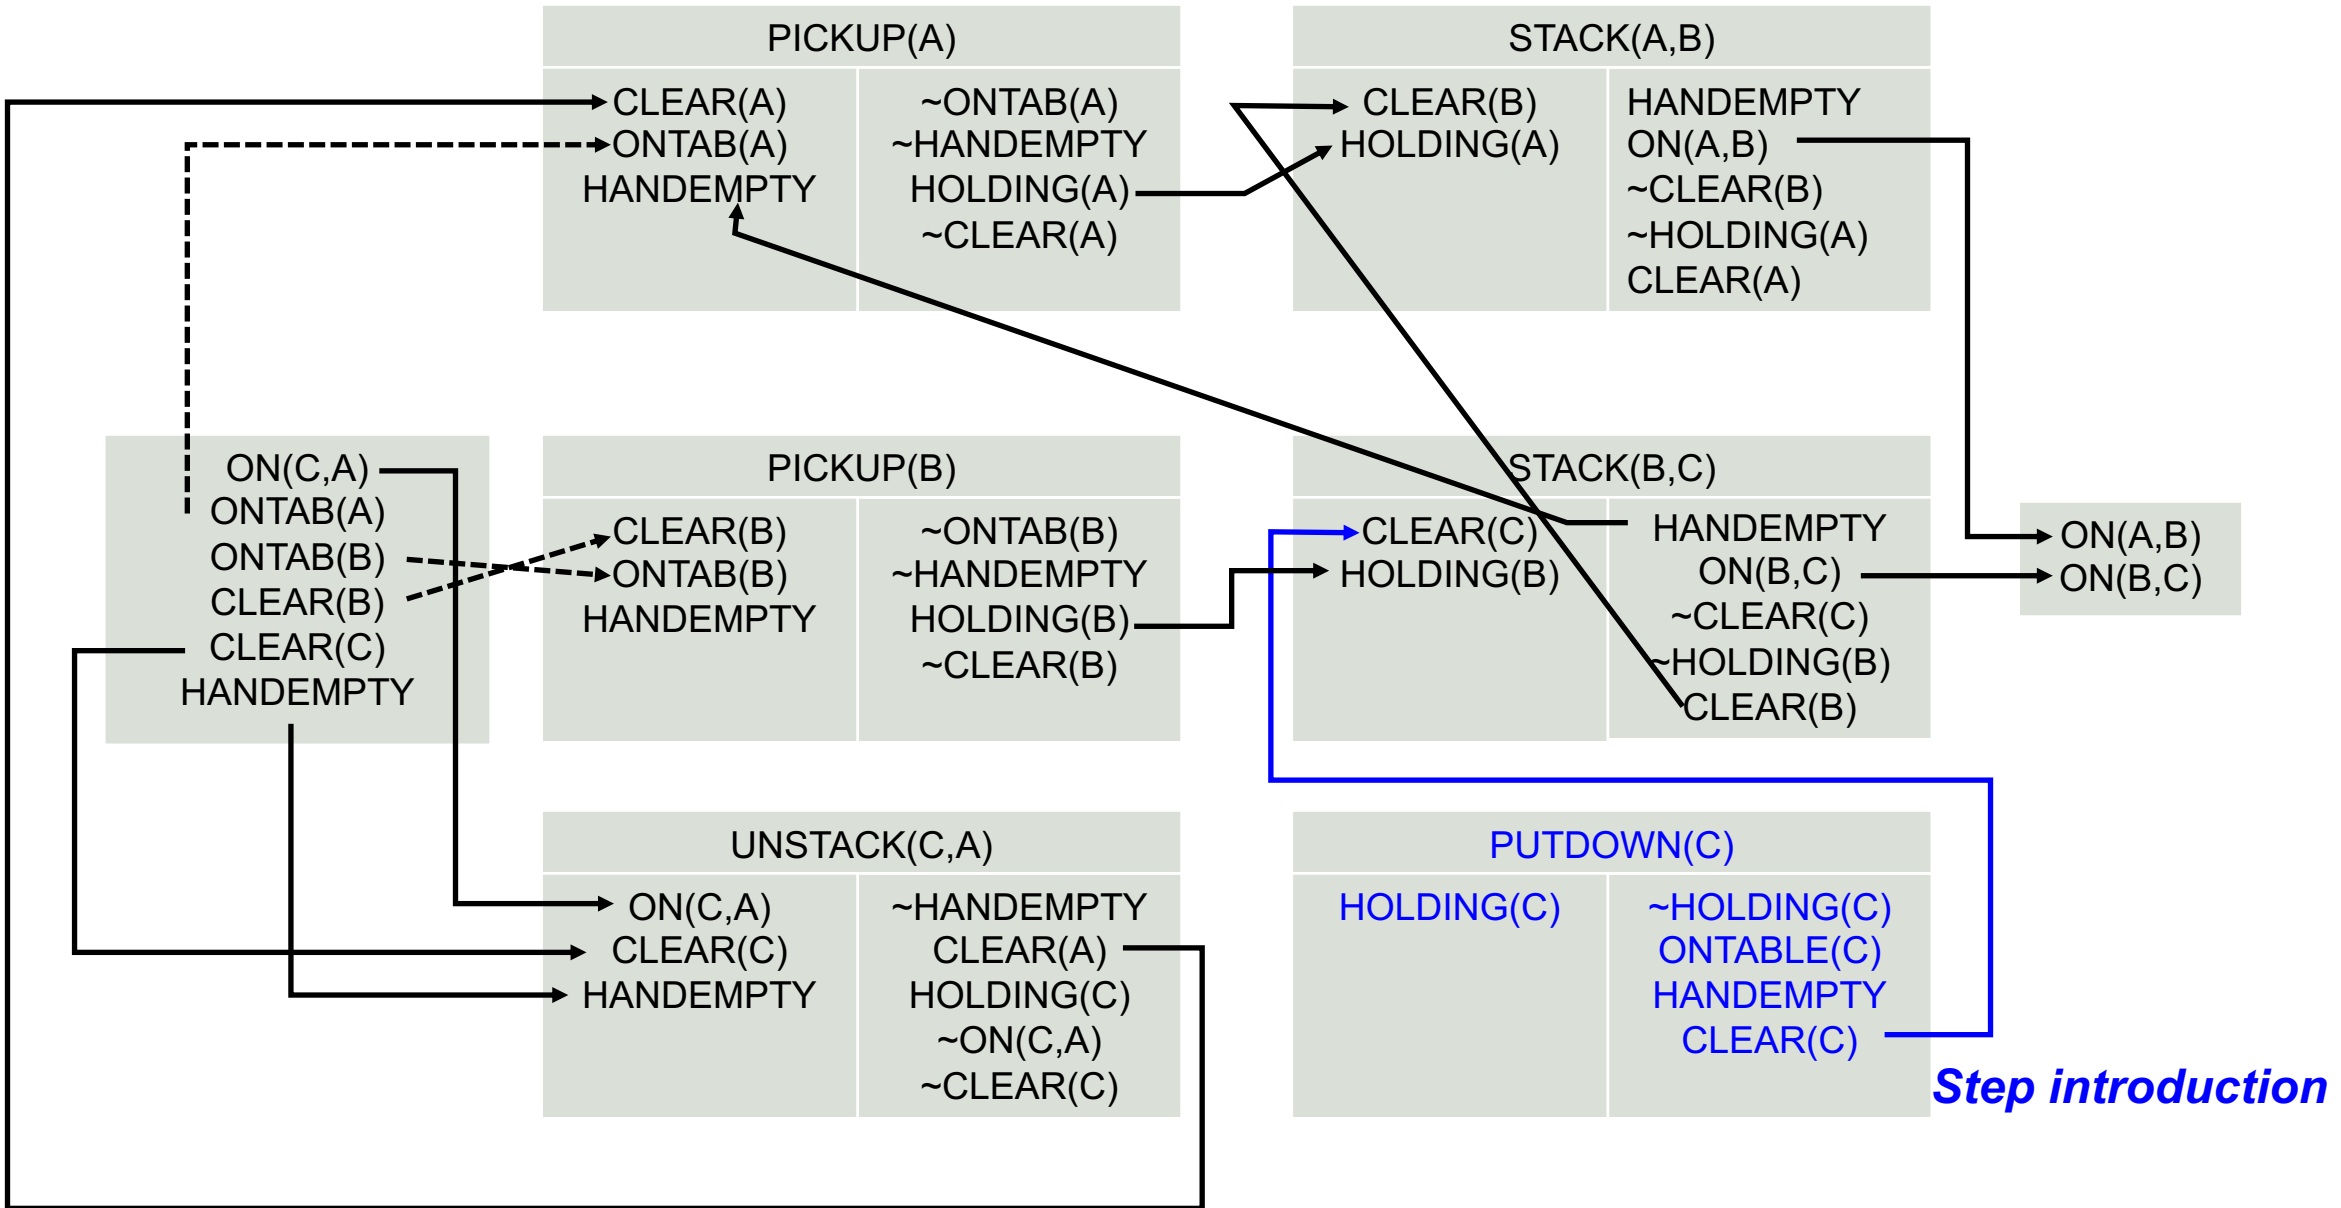 PICKUP(A)
CLEAR(A)
ONTAB(A)
HANDEMPTY
~ONTAB(A)
~HANDEMPTY
HOLDING(A)
~CLEAR(A)
STACK(A,B)
CLEAR(B)
HOLDING(A)
HANDEMPTY
ON(A,B)
~CLEAR(B)
~HOLDING(A)
CLEAR(A)
ON(C,A)
ONTAB(A)
ONTAB(B)
CLEAR(B)
CLEAR(C)
HANDEMPTY
PICKUP(B)
CLEAR(B)
ONTAB(B)
HANDEMPTY
~ONTAB(B)
~HANDEMPTY
HOLDING(B)
~CLEAR(B)
STACK(B,C)
CLEAR(C)
HOLDING(B)
HANDEMPTY
ON(B,C)
~CLEAR(C)
~HOLDING(B)
CLEAR(B)
ON(A,B)
ON(B,C)
UNSTACK(C,A)
ON(C,A)
CLEAR(C)
HANDEMPTY
~HANDEMPTY
CLEAR(A)
HOLDING(C)
~ON(C,A)
~CLEAR(C)
PUTDOWN(C)
HOLDING(C)
~HOLDING(C)
ONTABLE(C)
HANDEMPTY
CLEAR(C)
Step introduction